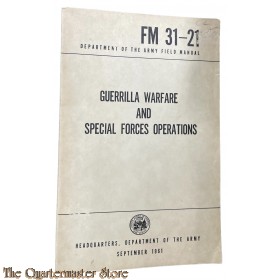 FM 31-21
DEPARTMENT OF THE ARMY FIELD MANUAL
GUERRILLA WARFARE
AND
SPECIAL FORCES OPERATIONS
HEADQUARTERS, DEPARTMENT OF THE ARMY
SEPTEMBER 1961
© The Quartermaster Store